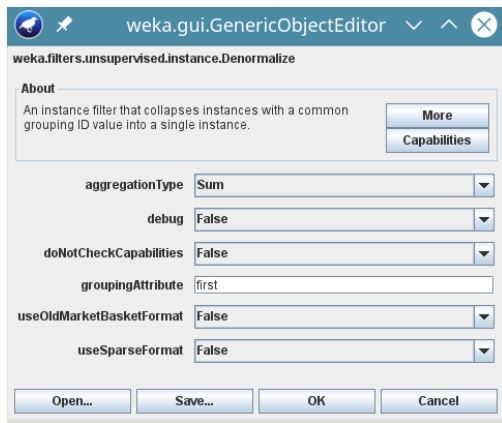 weka.gui.GenericObjectEditor
weka.filters.unsupervised.instance.Denormalize
About
An instance filter that collapses instances with a common
grouping ID value into a single instance.
More
Capabilities
aggregationType Sum
debug False
doNotCheckCapabilities False
groupingAttribute first
useOldMarketBasketFormat False
useSparseFormat False
Open... Save... OK Cancel